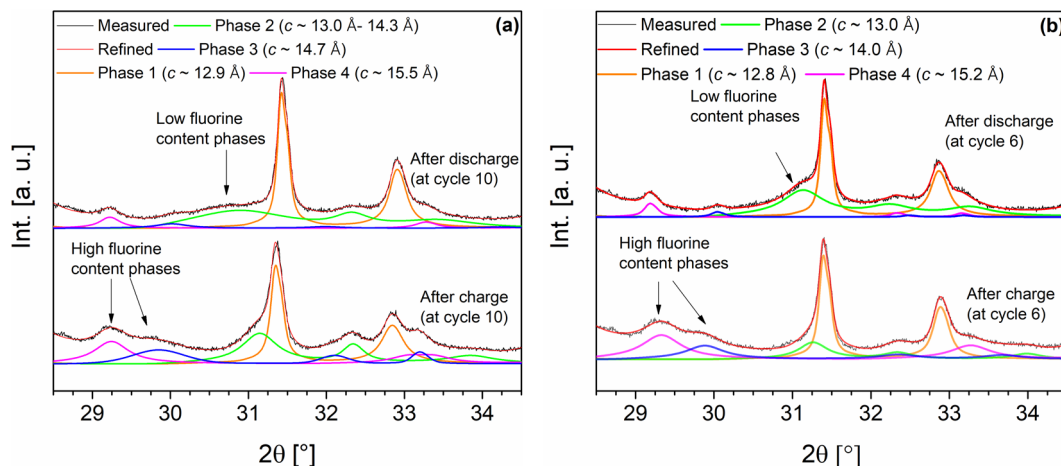 Measured Phase 2 (c ~ 13.0 Å- 14.3 Å) (a)
Refined Phase 3 (c ~ 14.7 Å)
Phase 1 (c ~ 12.9 Å) Phase 4 (c ~ 15.5 Å)
Low fluorine
content phases
After discharge
(at cycle 10)
High fluorine
content phases
After charge
(at cycle 10)
Int. [a. u.]
29 30 31 32 33 34
2θ [°]
Measured Phase 2 (c ~ 13.0 Å) (b)
Refined Phase 3 (c ~ 14.0 Å)
Phase 1 (c ~ 12.8 Å) Phase 4 (c ~ 15.2 Å)
Low fluorine
content phases
After discharge
(at cycle 6)
High fluorine
content phases
After charge
(at cycle 6)
Int. [a. u.]
29 30 31 32 33 34
2θ [°]